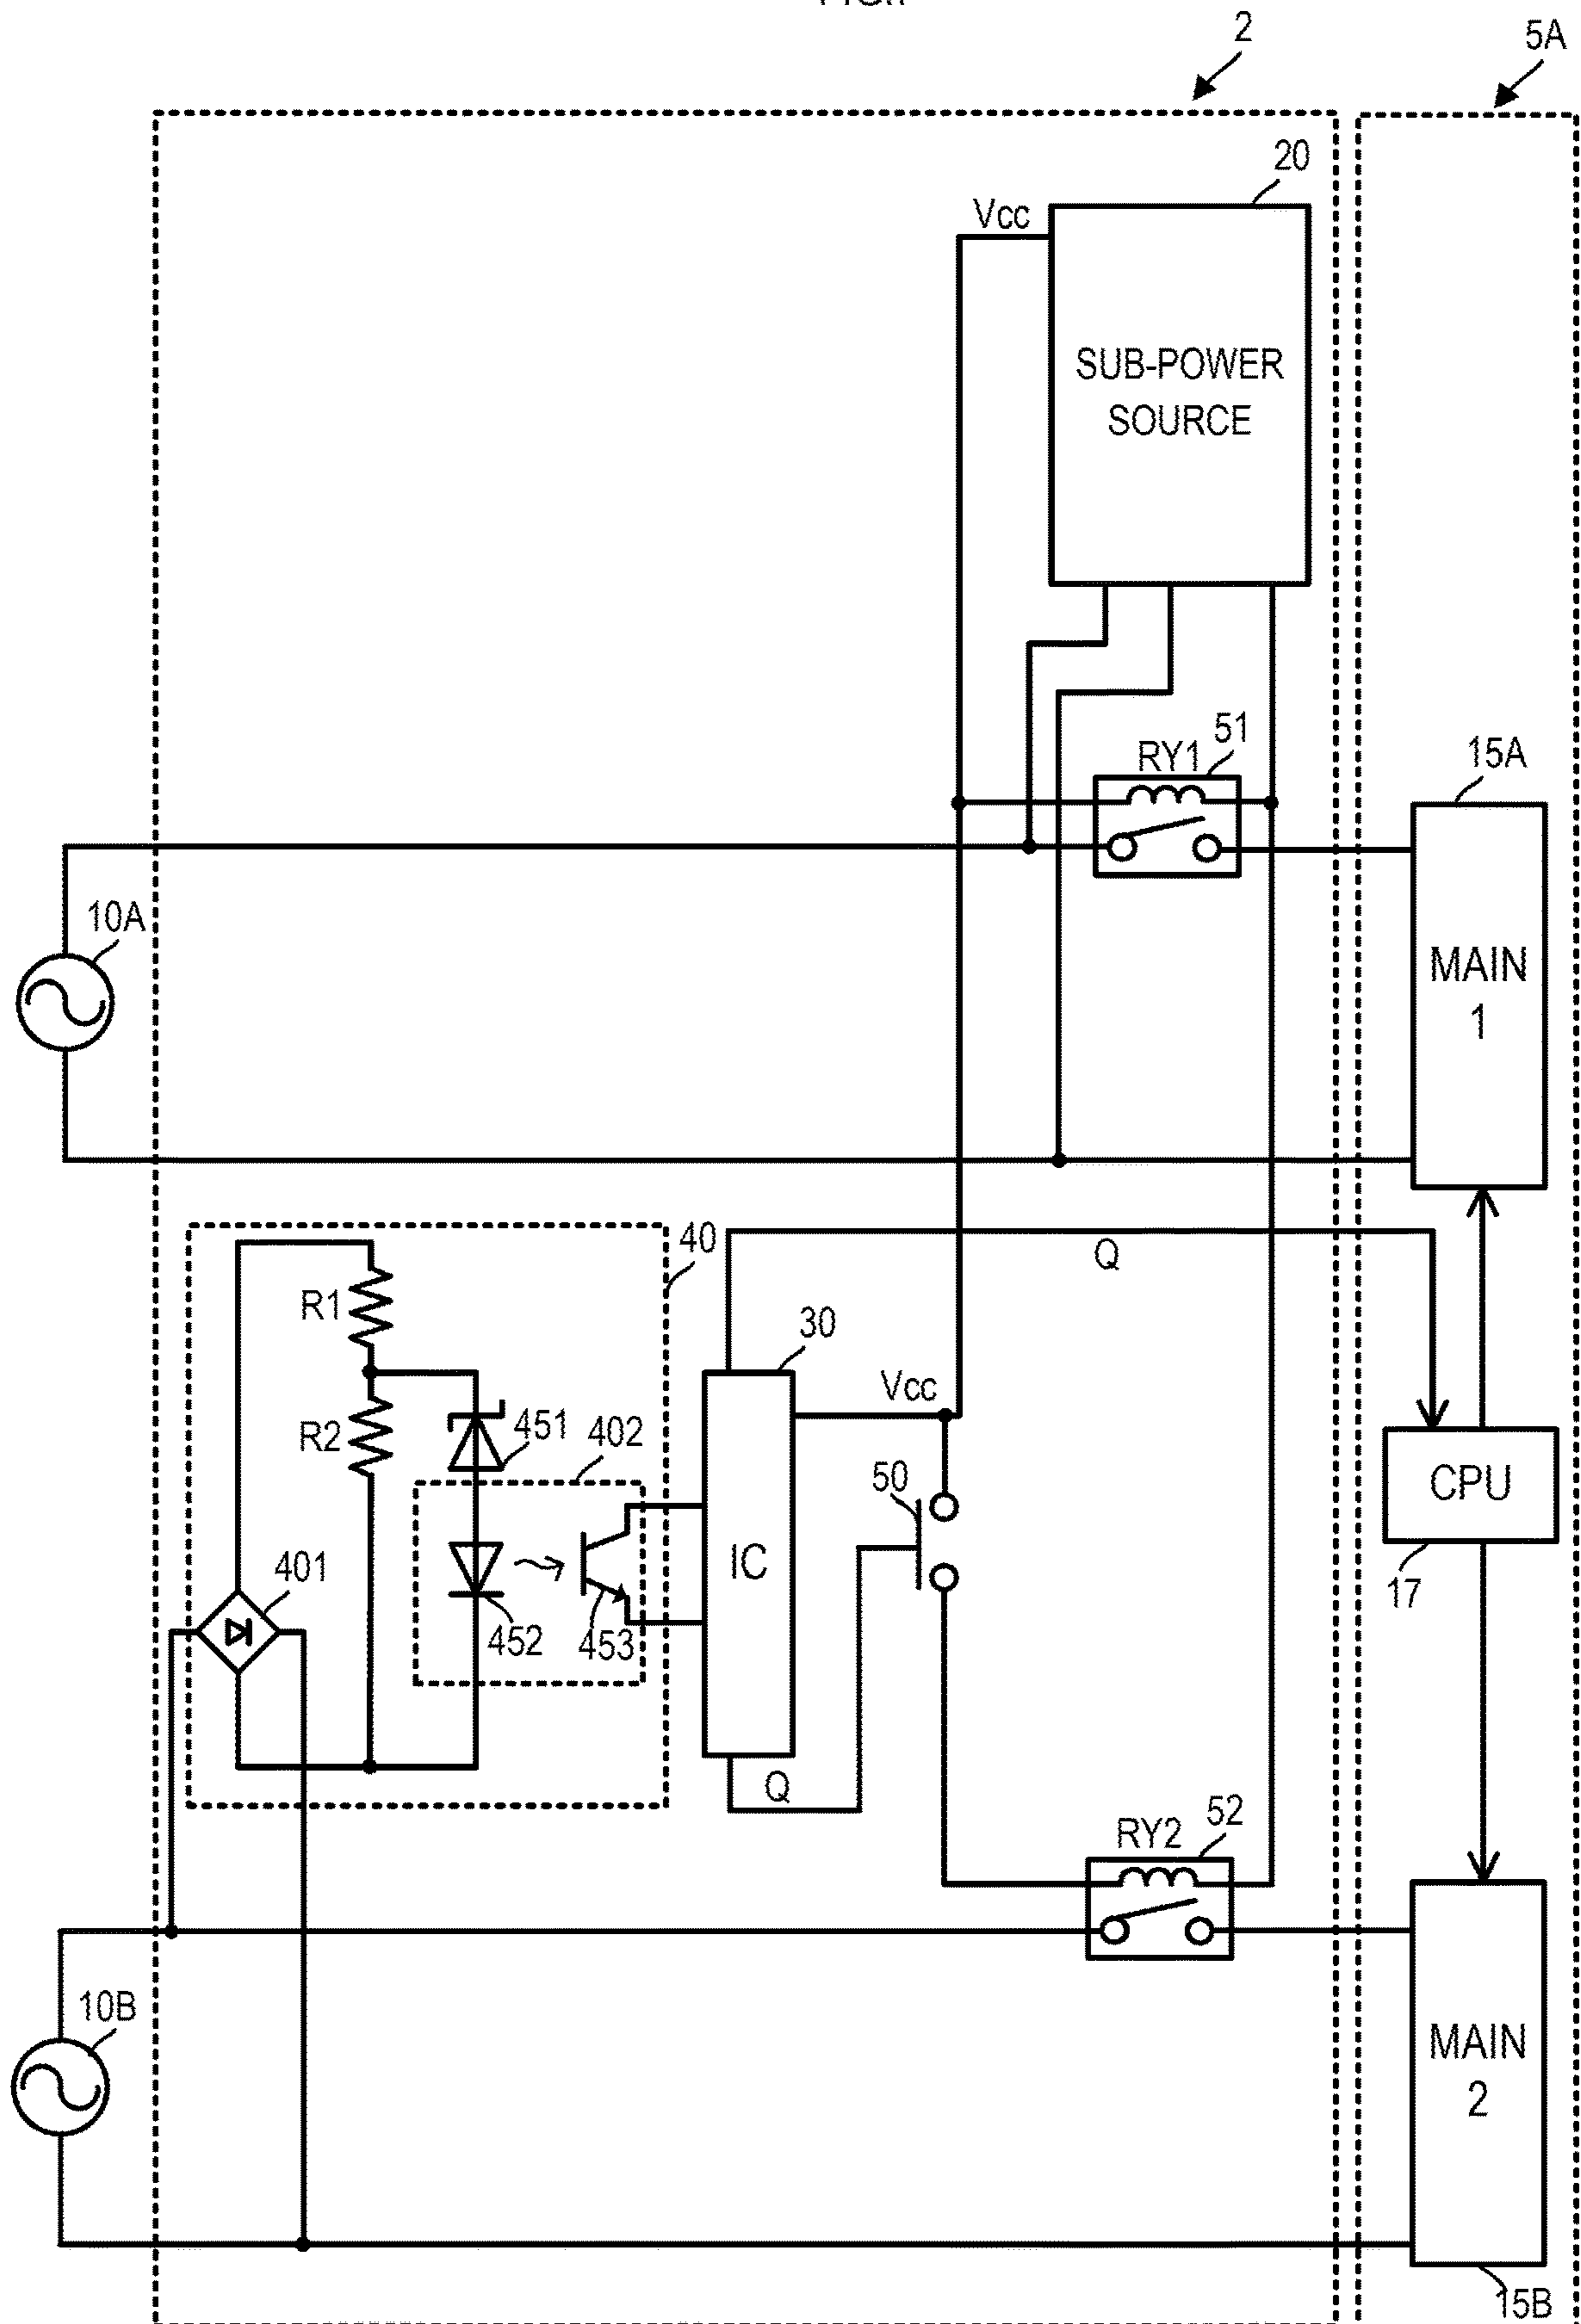 2
5A
20
Vcc
SUB-POWER
SOURCE
51
RY1
15A
10A
MAIN
1
40
Q
R1
30
Vcc
R2
451
402
50
CPU
IC
401
17
452
453
Q
52
RY2
10B
MAIN
2
15B